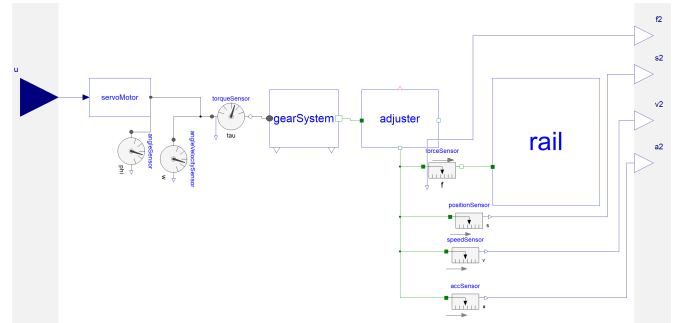 f2
u
s2
servoMotor
torqueSensor
v2
gearSystem
adjuster
rail
angleSensor
angleVelocitySensor
tau
a2
forceSensor
phi
w
f
positionSensor
s
speedSensor
v
accSensor
a